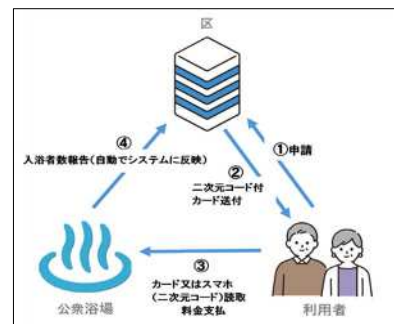 区
④
入浴者数報告(自動でシステムに反映)
①申請
②
二次元コード付
カード送付
③
カード又はスマホ
(二次元コード)読取
料金支払
公衆浴場
利用者